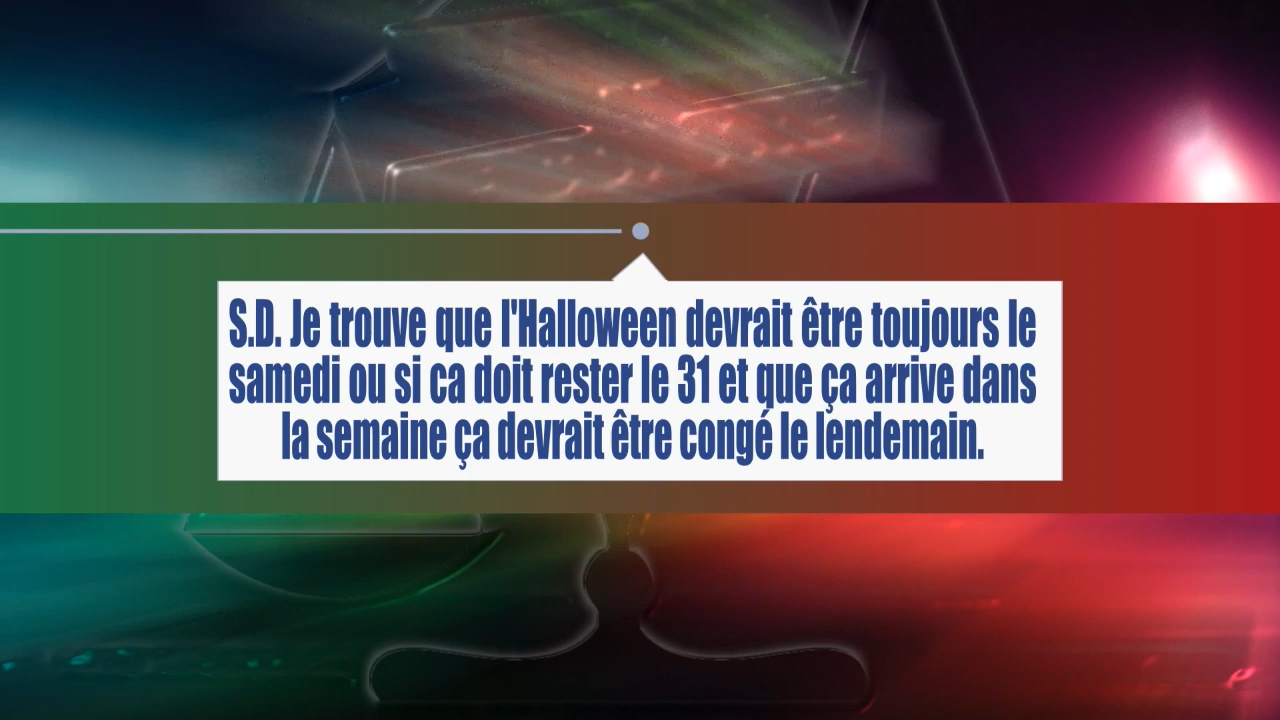 S.D. Je trouve que l'Halloween devrait être toujours le
samedi ou si ca doit rester le 31 et que ça arrive dans
la semaine ça devrait être congé le lendemain.